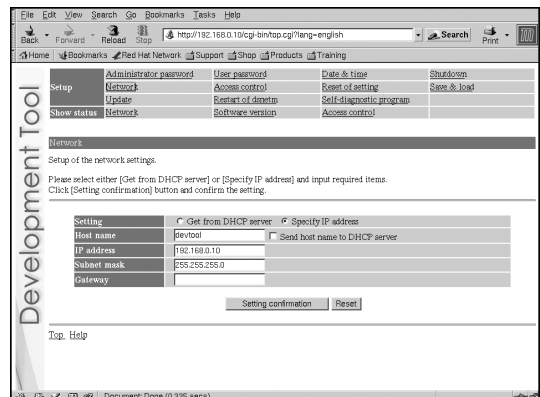 File Edit View Search Go Bookmarks Tasks Help
Back Forward Reload Stop http://192.168.0.10/cgi-bin/top.cgi?lang=english Search Print
Home Bookmarks Red Hat Network Support Shop Products Training
Development Tool
Setup
Administrator password User password Date & time Shutdown
Network Access control Reset of setting Save & load
Update Restart of dsnetm Self-diagnostic program
Show status Network Software version Access control
Network
Setup of the network settings.
Please select either [Get from DHCP server] or [Specify IP address] and input required items.
Click [Setting confirmation] button and confirm the setting.
Setting Get from DHCP server Specify IP address
Host name devtool Send host name to DHCP server
IP address 192.168.0.10
Subnet mask 255.255.255.0
Gateway
Setting confirmation Reset
Top Help
Document: Done (0.335 secs)